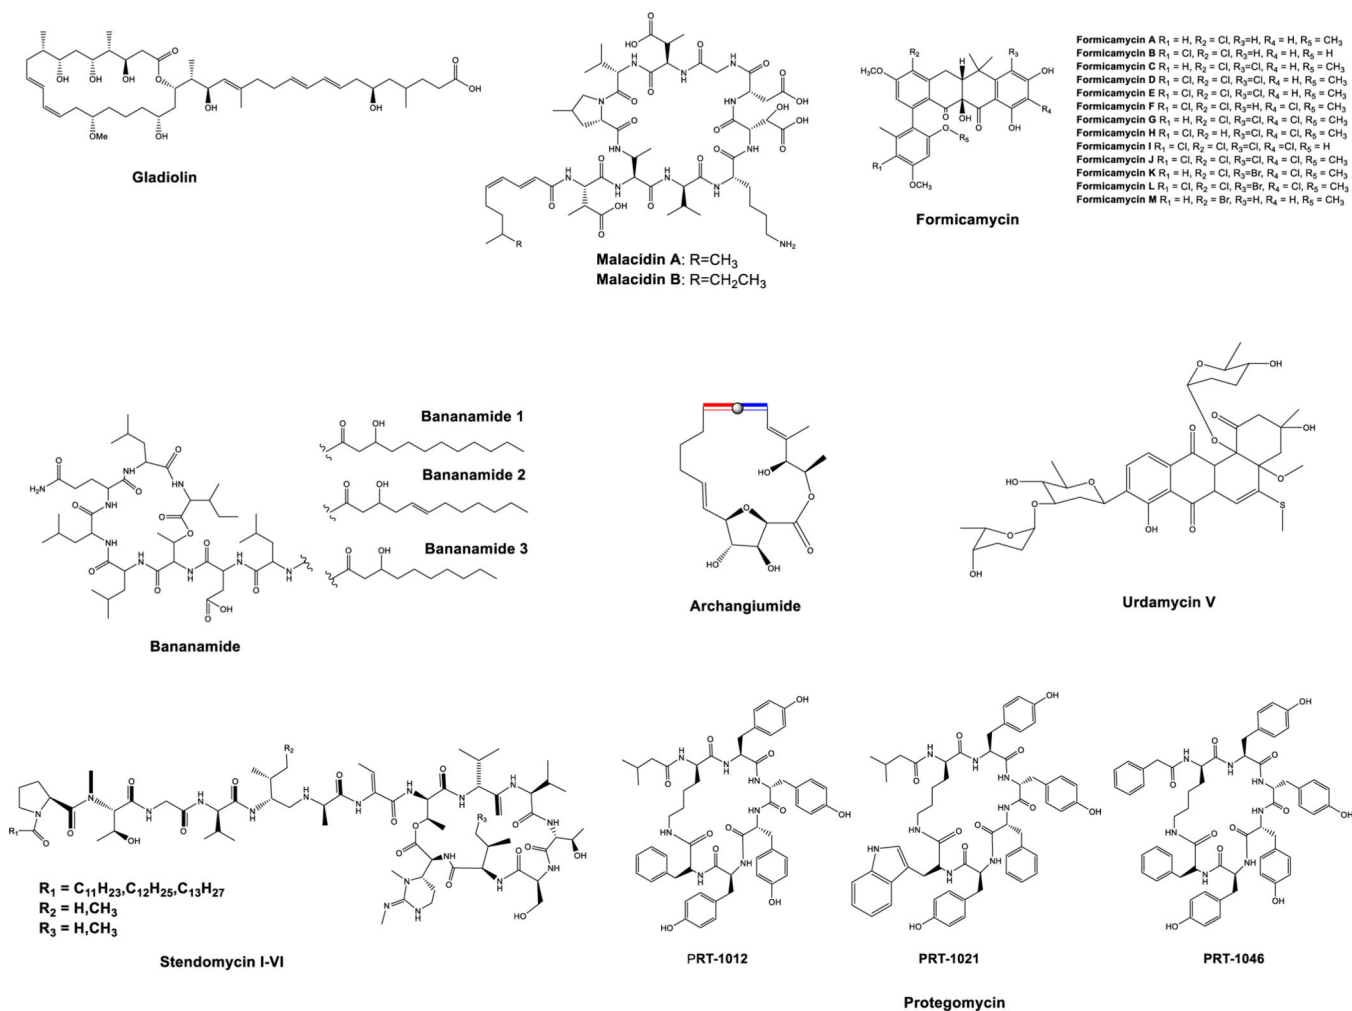 Gladiolin
Malacidin A: R=CH₃
Malacidin B: R=CH₂CH₃
Formicamycin
Formicamycin A R₁ = H, R₂ = Cl, R₃=H, R₄ = H, R₅ = CH₃
Formicamycin B R₁ = Cl, R₂ = Cl, R₃=H, R₄ = H, R₅ = H
Formicamycin C R₁ = H, R₂ = Cl, R₃=Cl, R₄ = H, R₅ = CH₃
Formicamycin D R₁ = Cl, R₂ = Cl, R₃=Cl, R₄ = H, R₅ = CH₃
Formicamycin E R₁ = Cl, R₂ = Cl, R₃=Cl, R₄ = H, R₅ = CH₃
Formicamycin F R₁ = Cl, R₂ = Cl, R₃=H, R₄ = Cl, R₅ = CH₃
Formicamycin G R₁ = H, R₂ = Cl, R₃=Cl, R₄ = Cl, R₅ = CH₃
Formicamycin H R₁ = Cl, R₂ = H, R₃=Cl, R₄ = Cl, R₅ = CH₃
Formicamycin I R₁ = Cl, R₂ = Cl, R₃=Cl, R₄ = Cl, R₅ = H
Formicamycin J R₁ = Cl, R₂ = Cl, R₃=Cl, R₄ = Cl, R₅ = CH₃
Formicamycin K R₁ = H, R₂ = Cl, R₃=Br, R₄ = Cl, R₅ = CH₃
Formicamycin L R₁ = Cl, R₂ = Cl, R₃=Br, R₄ = Cl, R₅ = CH₃
Formicamycin M R₁ = H, R₂ = Br, R₃=H, R₄ = H, R₅ = CH₃
Bananamide 1
Bananamide 2
Bananamide 3
Bananamide
Archangiumide
Urdamycin V
R₁ = C₁₁H₂₃,C₁₂H₂₅,C₁₃H₂₇
R₂ = H,CH₃
R₃ = H,CH₃
Stendomycin I-VI
PRT-1012
PRT-1021
PRT-1046
Protegomycin